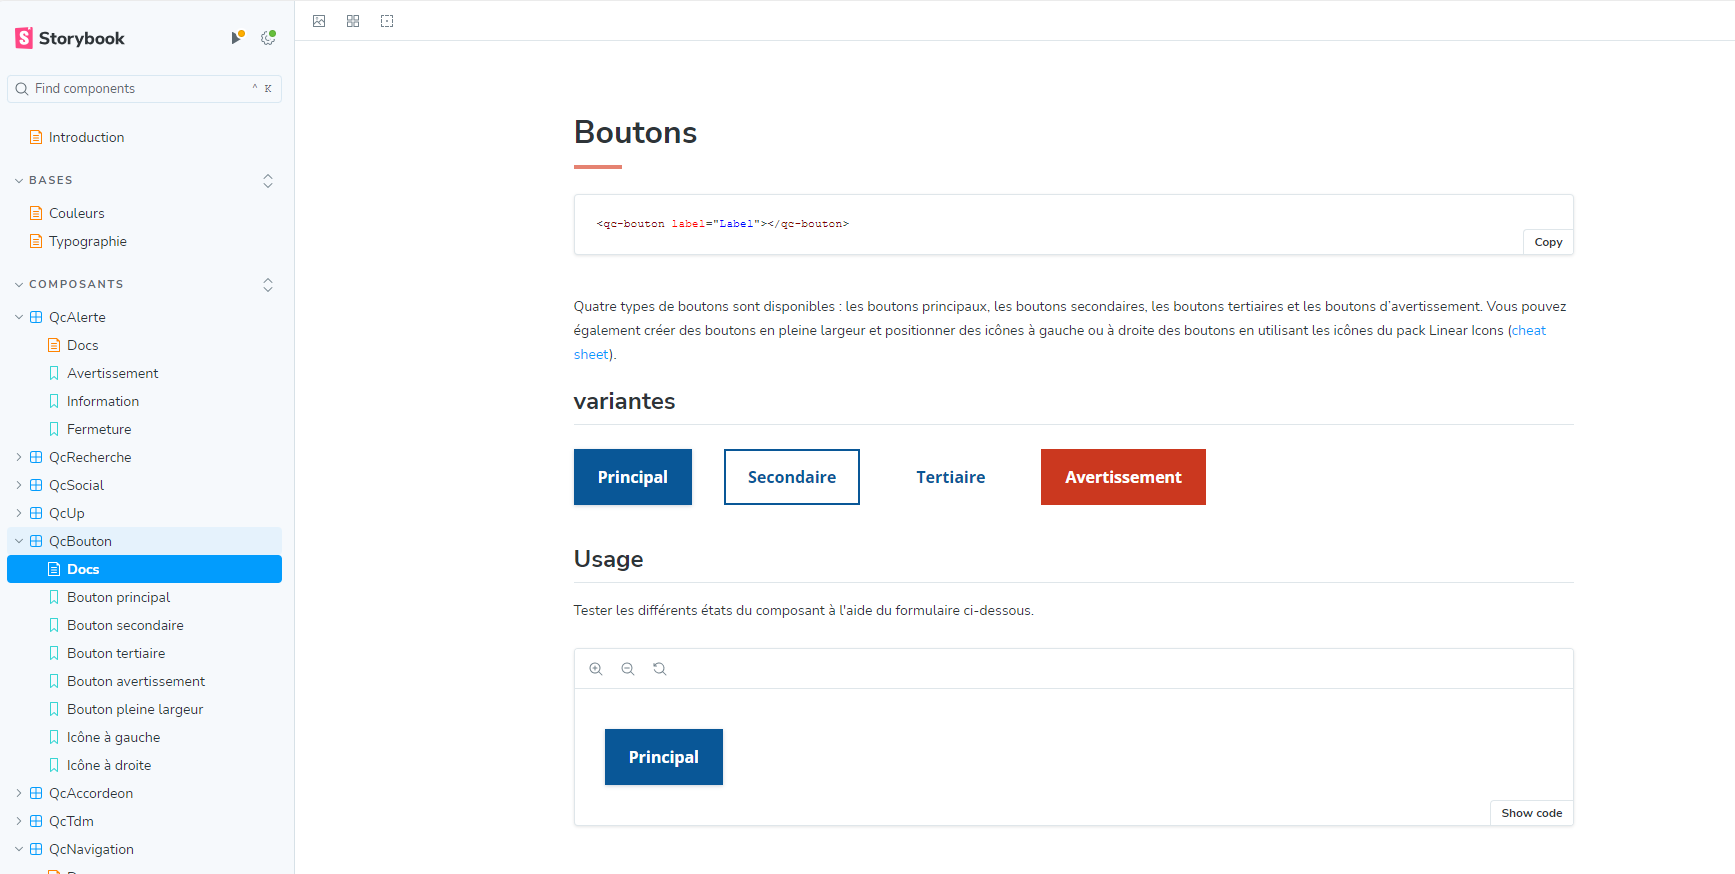 Storybook
Find components
^ K
Introduction
BASES
Couleurs
Typographie
COMPOSANTS
QcAlerte
Docs
Avertissement
Information
Fermeture
QcRecherche
QcSocial
QcUp
QcBouton
Docs
Bouton principal
Bouton secondaire
Bouton tertiaire
Bouton avertissement
Bouton pleine largeur
Icône à gauche
Icône à droite
QcAccordeon
QcTdm
QcNavigation
Boutons
<qc-bouton label="Label"></qc-bouton>
Copy
Quatre types de boutons sont disponibles : les boutons principaux, les boutons secondaires, les boutons tertiaires et les boutons d’avertissement. Vous pouvez
également créer des boutons en pleine largeur et positionner des icônes à gauche ou à droite des boutons en utilisant les icônes du pack Linear Icons (cheat
sheet).
variantes
Principal Secondaire Tertiaire Avertissement
Usage
Tester les différents états du composant à l'aide du formulaire ci-dessous.
Principal
Show code